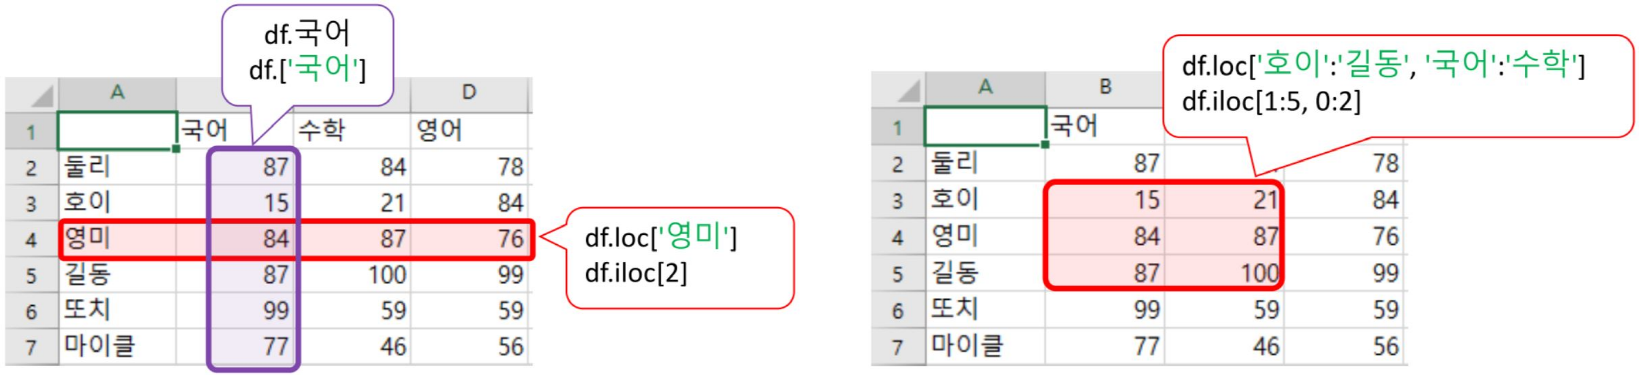 df.국어
df.['국어']
A D
1 국어 수학 영어
2 둘리 87 84 78
3 호이 15 21 84
4 영미 84 87 76
5 길동 87 100 99
6 또치 99 59 59
7 마이클 77 46 56
df.loc['영미']
df.iloc[2]
df.loc['호이':'길동', '국어':'수학']
df.iloc[1:5, 0:2]
A B
1 국어
2 둘리 87 78
3 호이 15 21 84
4 영미 84 87 76
5 길동 87 100 99
6 또치 99 59 59
7 마이클 77 46 56